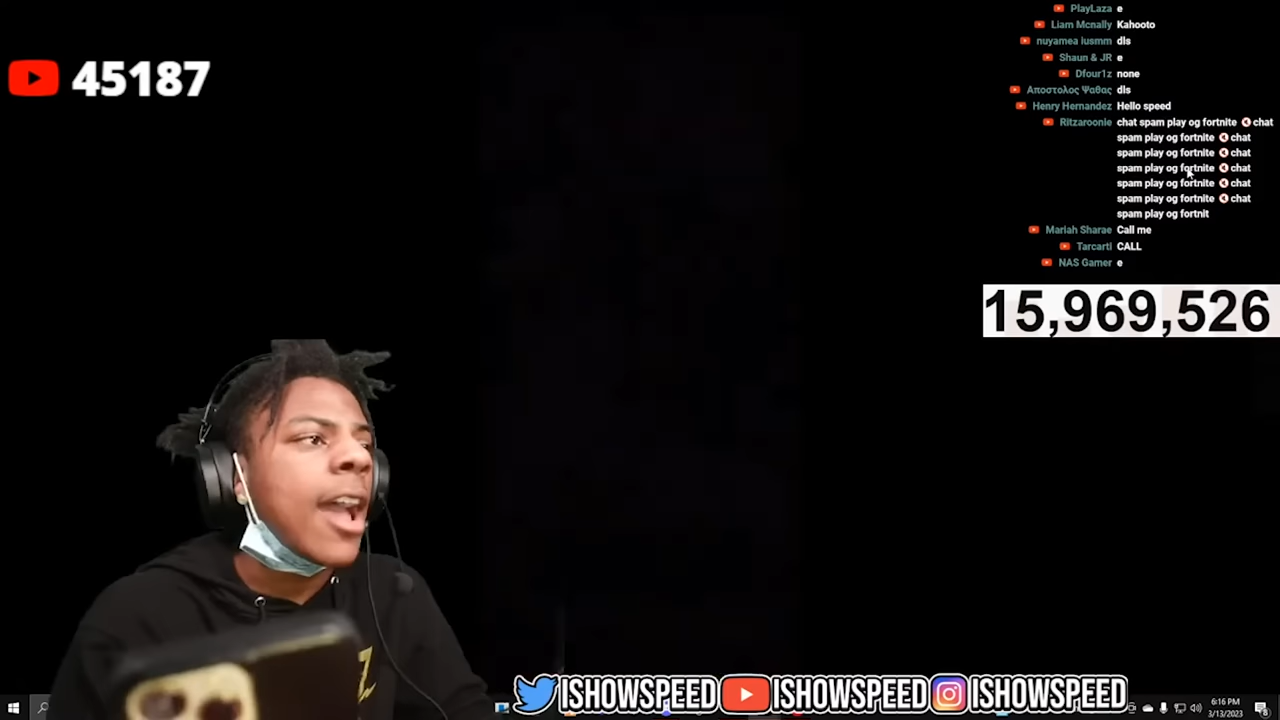 45187
PlayLaza e
Liam Mcnally Kahooto
nuyamea iusmm dls
Shaun & JR e
Dfour1z none
Αποστολος Ψαθας dls
Henry Hernandez Hello speed
Ritzaroonie chat spam play og fortnite chat
spam play og fortnite chat
spam play og fortnite chat
spam play og fortnite chat
spam play og fortnite chat
spam play og fortnite chat
spam play og fortnit
Mariah Sharae Call me
Tarcarti CALL
NAS Gamer e
15,969,526
Z
ISHOWSPEED ISHOWSPEED ISHOWSPEED
6:16 PM
3/13/2023